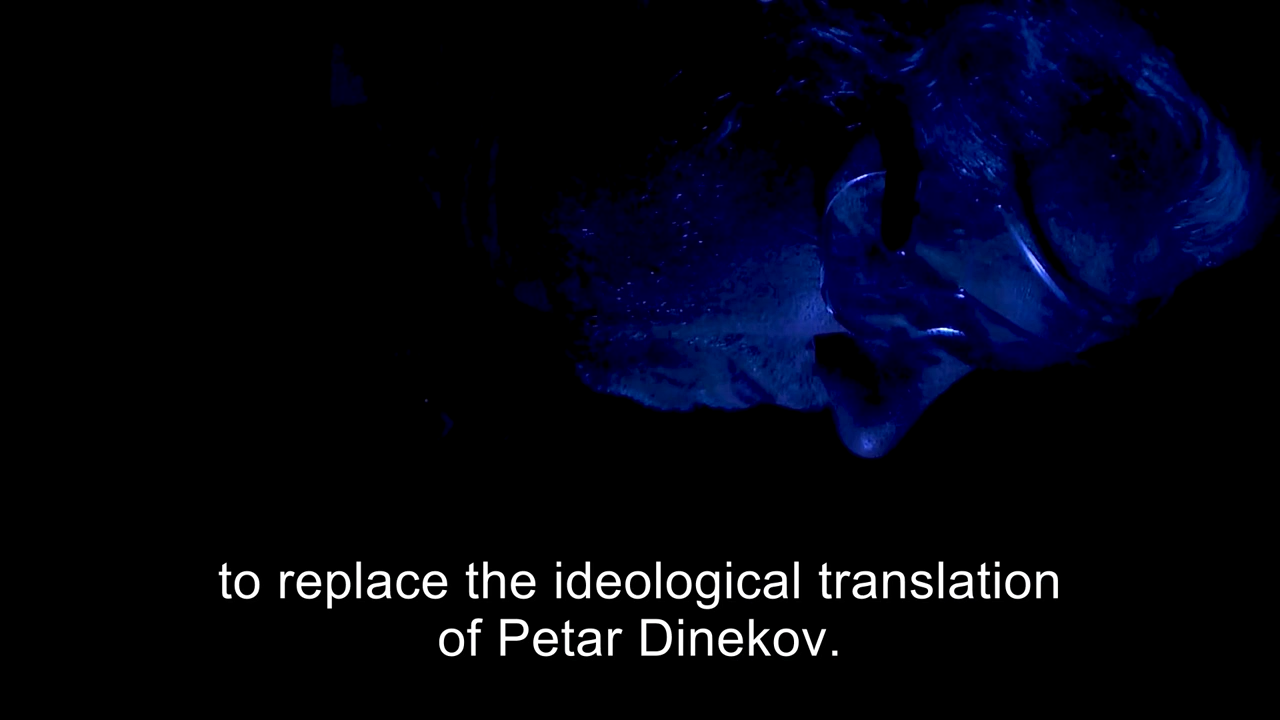 to replace the ideological translation
of Petar Dinekov.